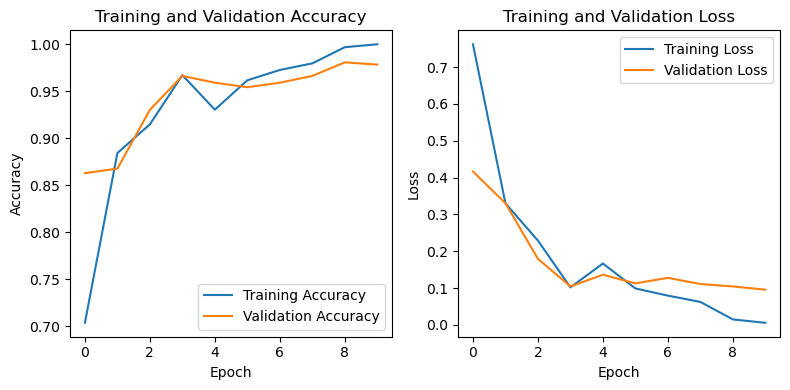 Training and Validation Accuracy
1.00
0.95
0.90
0.85
0.80
0.75
0.70
Accuracy
Training Accuracy
Validation Accuracy
0 2 4 6 8
Epoch
Training and Validation Loss
Training Loss
Validation Loss
0.7
0.6
0.5
0.4
0.3
0.2
0.1
0.0
Loss
0 2 4 6 8
Epoch